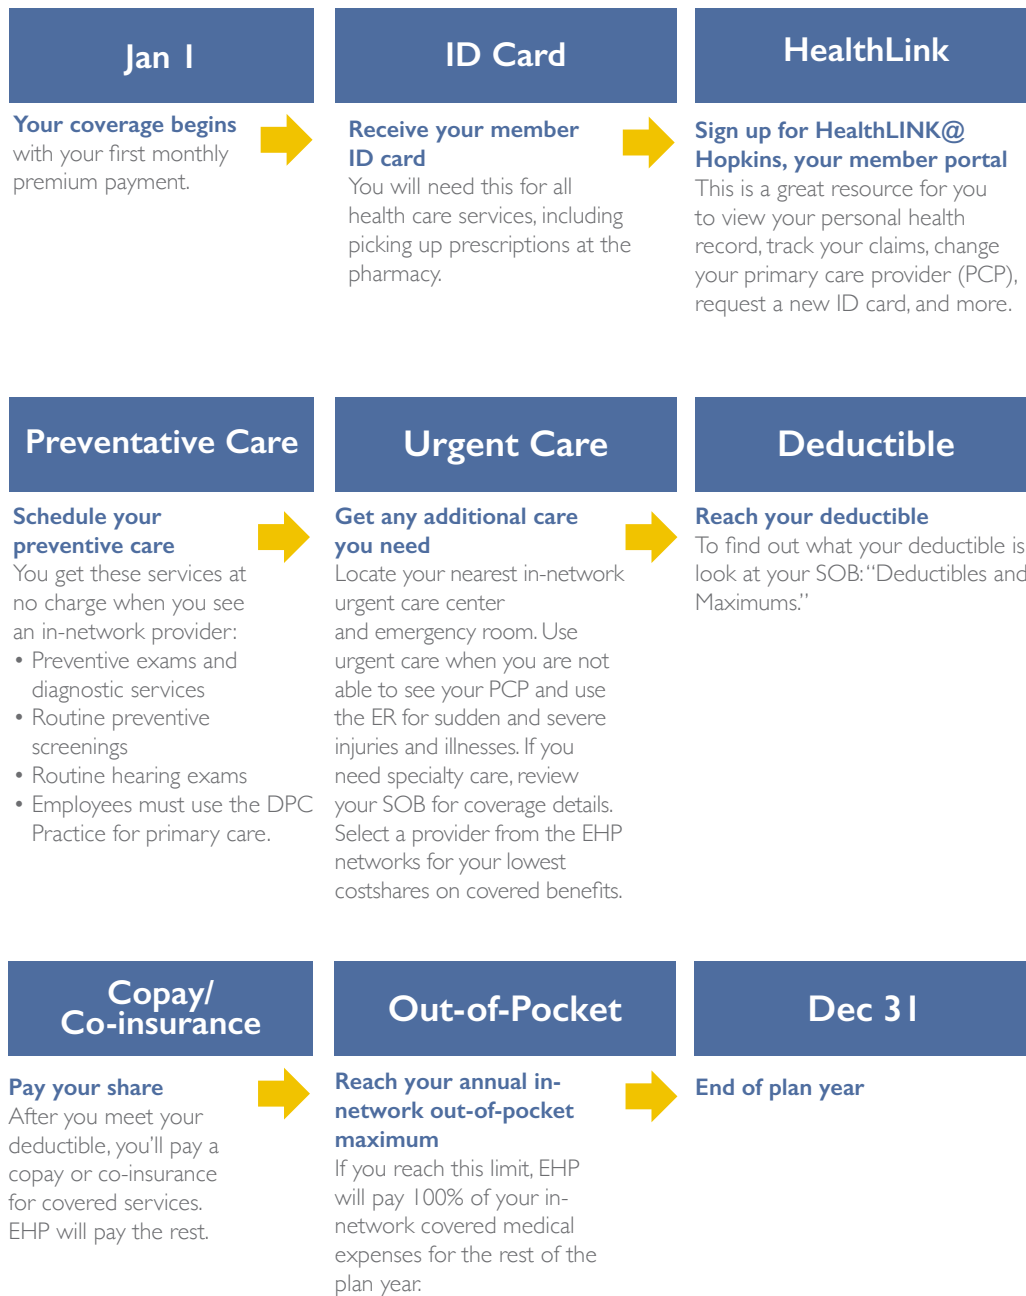 Jan 1
Your coverage begins
with your first monthly
premium payment.
ID Card
Receive your member
ID card
You will need this for all
health care services, including
picking up prescriptions at the
pharmacy.
HealthLink
Sign up for HealthLINK@
Hopkins, your member portal
This is a great resource for you
to view your personal health
record, track your claims, change
your primary care provider (PCP),
request a new ID card, and more.
Preventative Care
Schedule your
preventive care
You get these services at
no charge when you see
an in-network provider:
• Preventive exams and
diagnostic services
• Routine preventive
screenings
• Routine hearing exams
• Employees must use the DPC
Practice for primary care.
Urgent Care
Get any additional care
you need
Locate your nearest in-network
urgent care center
and emergency room. Use
urgent care when you are not
able to see your PCP and use
the ER for sudden and severe
injuries and illnesses. If you
need specialty care, review
your SOB for coverage details.
Select a provider from the EHP
networks for your lowest
costshares on covered benefits.
Deductible
Reach your deductible
To find out what your deductible is
look at your SOB: “Deductibles and
Maximums.”
Copay/
Co-insurance
Pay your share
After you meet your
deductible, you’ll pay a
copay or co-insurance
for covered services.
EHP will pay the rest.
Out-of-Pocket
Reach your annual in-
network out-of-pocket
maximum
If you reach this limit, EHP
will pay 100% of your in-
network covered medical
expenses for the rest of the
plan year.
Dec 31
End of plan year